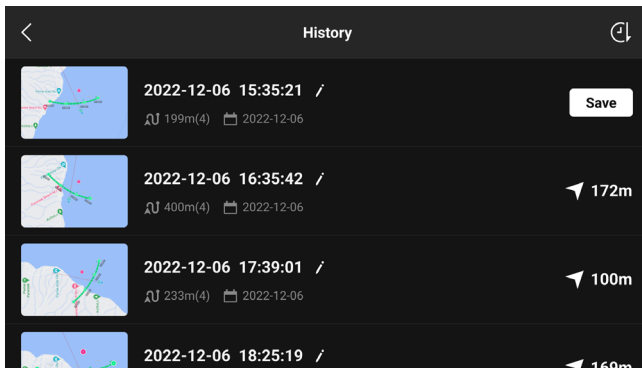 History
2022-12-06 15:35:21
199m(4) 2022-12-06
Save
2022-12-06 16:35:42
400m(4) 2022-12-06
172m
2022-12-06 17:39:01
233m(4) 2022-12-06
100m
2022-12-06 18:25:19
169m